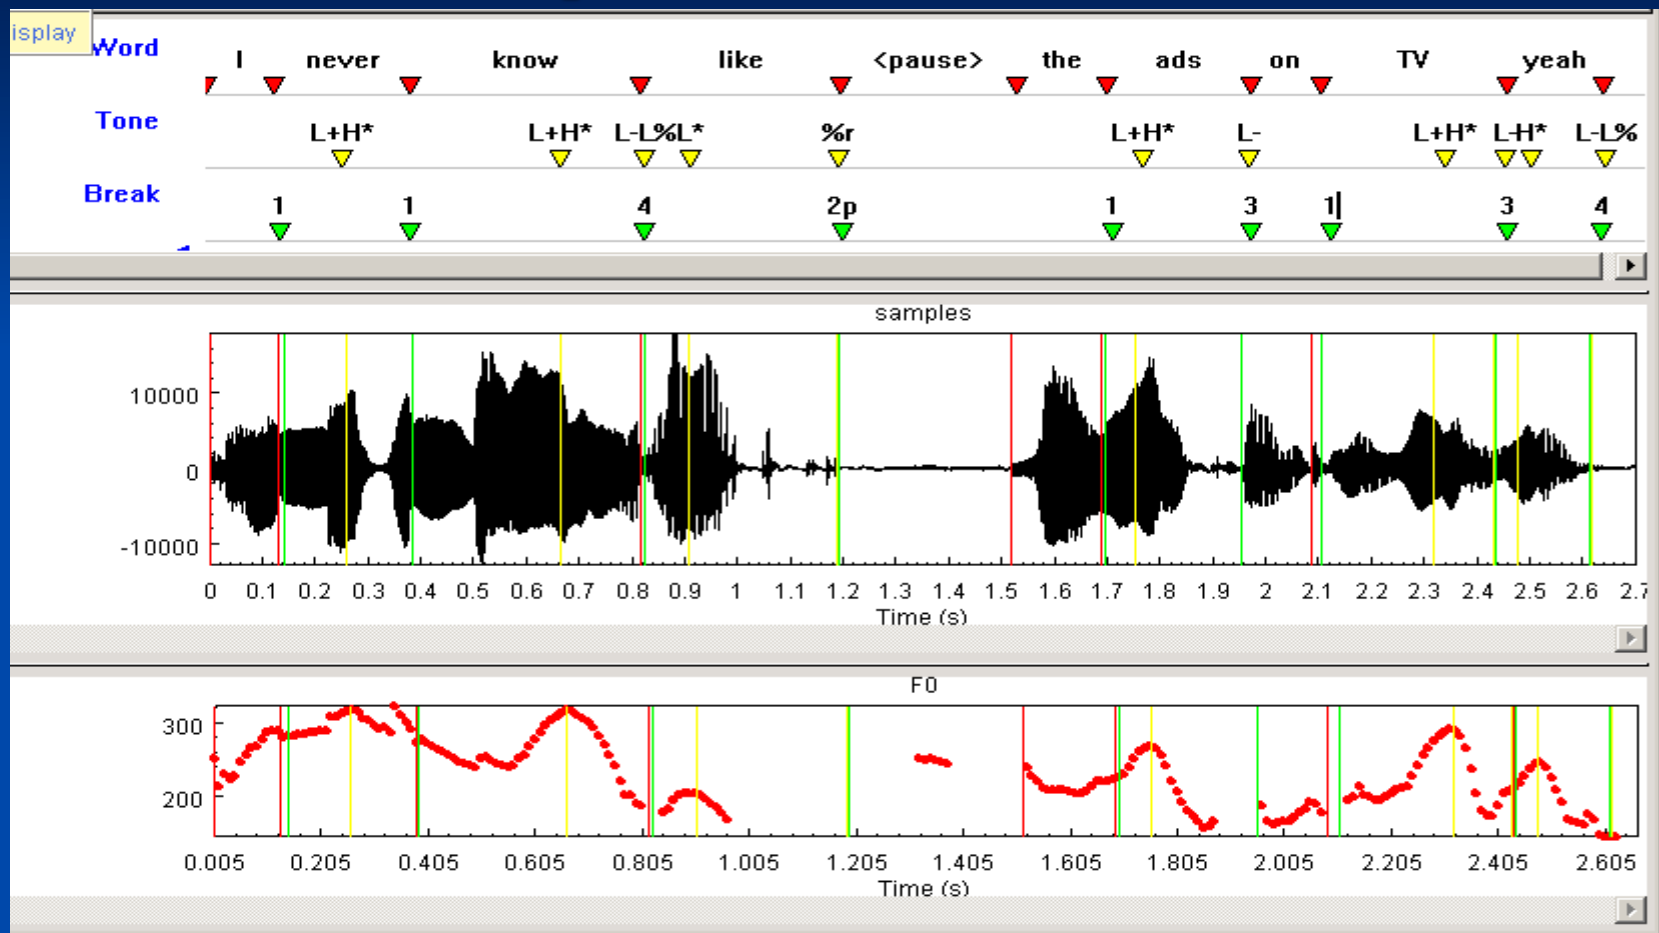 isplay
Word I never know like <pause> the ads on TV yeah
Tone L+H* L+H* L-L% L* %r L+H* L- L+H* L-H* L-L%
Break 1 1 4 2p 1 3 1 3 4
samples
10000
0
-10000
0 0.1 0.2 0.3 0.4 0.5 0.6 0.7 0.8 0.9 1 1.1 1.2 1.3 1.4 1.5 1.6 1.7 1.8 1.9 2 2.1 2.2 2.3 2.4 2.5 2.6 2.7
Time (s)
F0
300
200
0.005 0.205 0.405 0.605 0.805 1.005 1.205 1.405 1.605 1.805 2.005 2.205 2.405 2.605
Time (s)